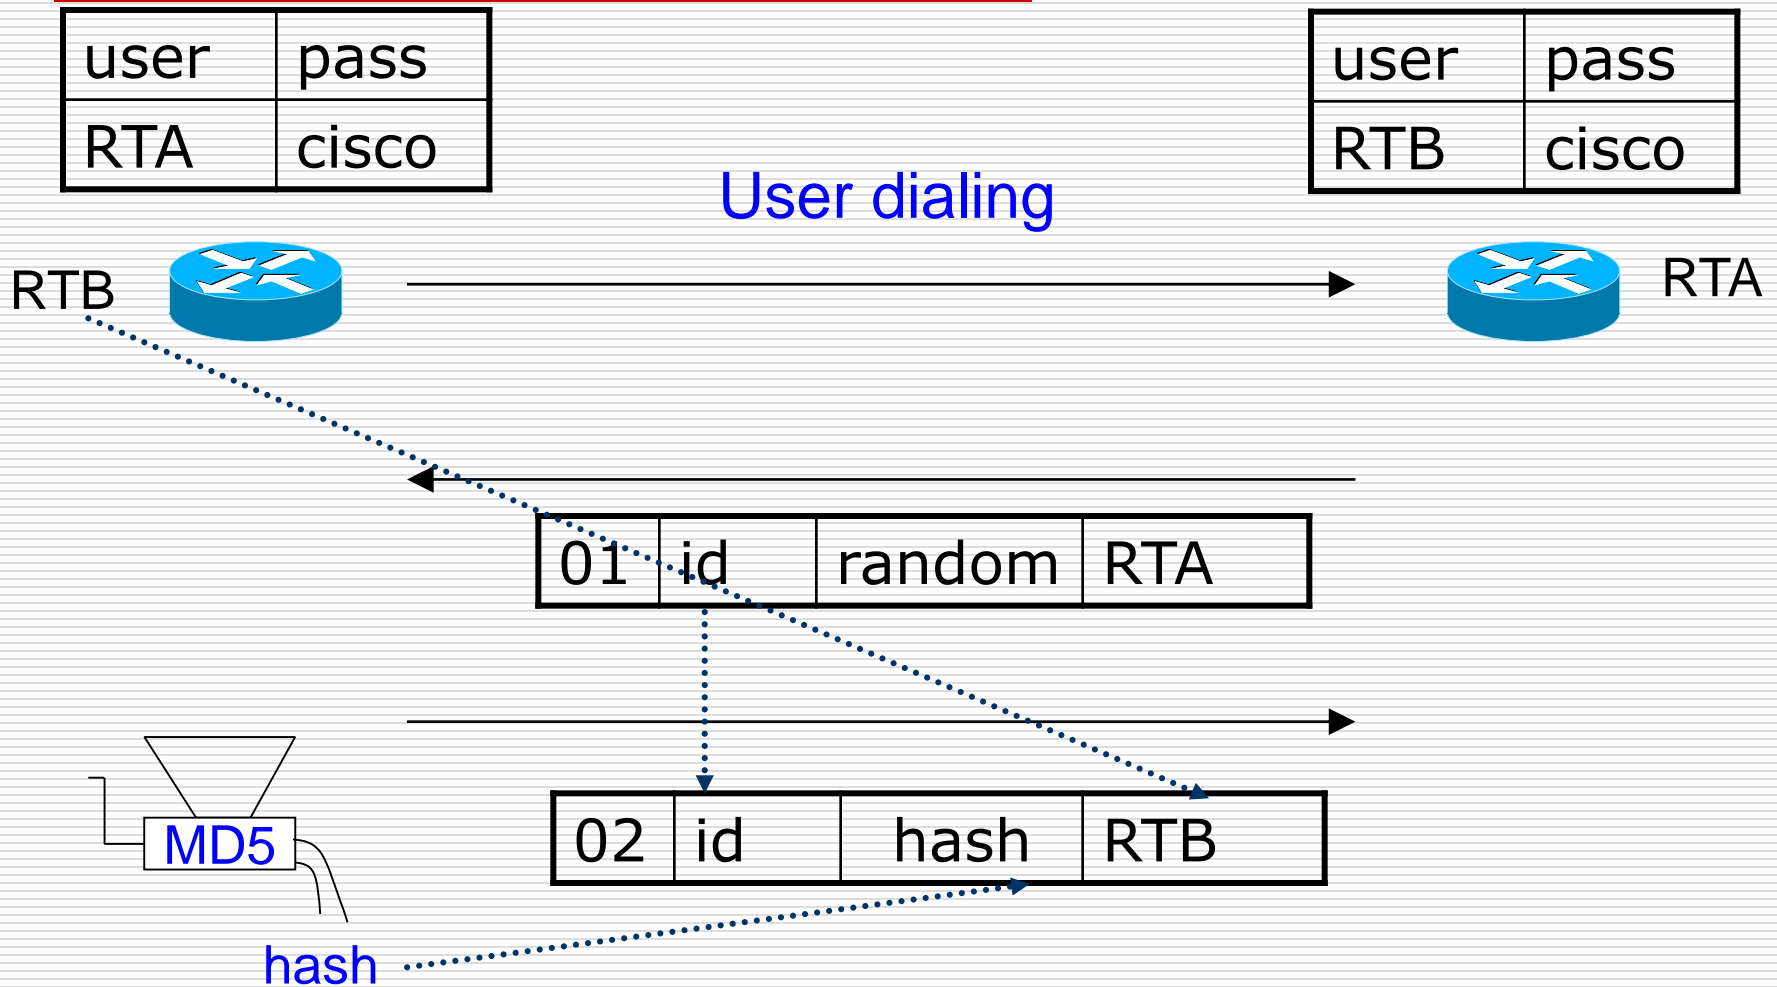 user pass
RTA cisco
user pass
RTB cisco
User dialing
RTB
RTA
01 id random RTA
02 id hash RTB
MD5
hash